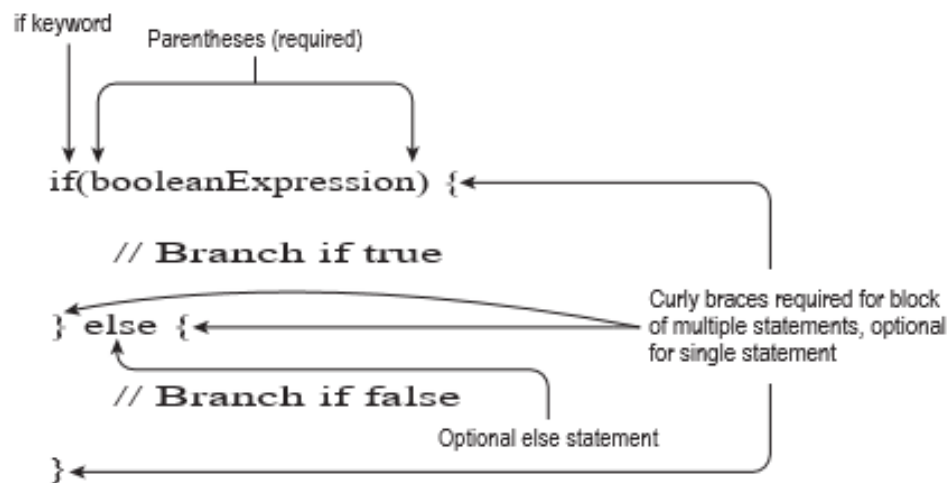 if keyword
Parentheses (required)
if(booleanExpression) {
// Branch if true
Curly braces required for block
of multiple statements, optional
for single statement
} else {
// Branch if false
Optional else statement
}